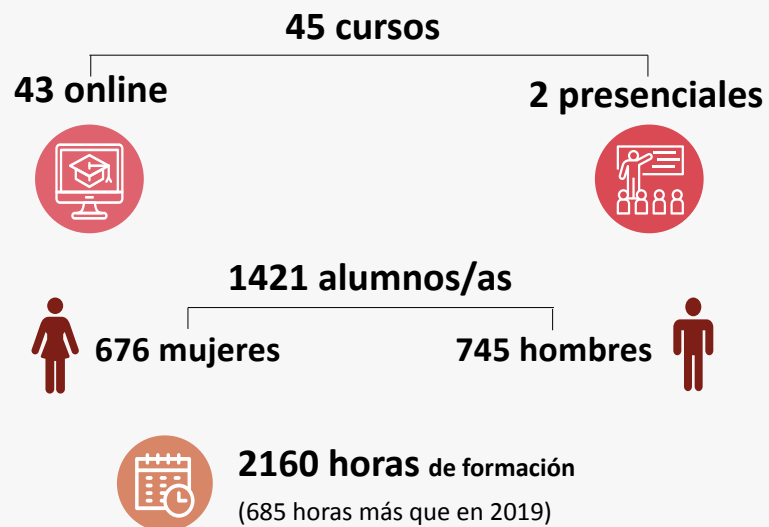 45 cursos
43 online
2 presenciales
1421 alumnos/as
676 mujeres
745 hombres
2160 horas de formación
(685 horas más que en 2019)